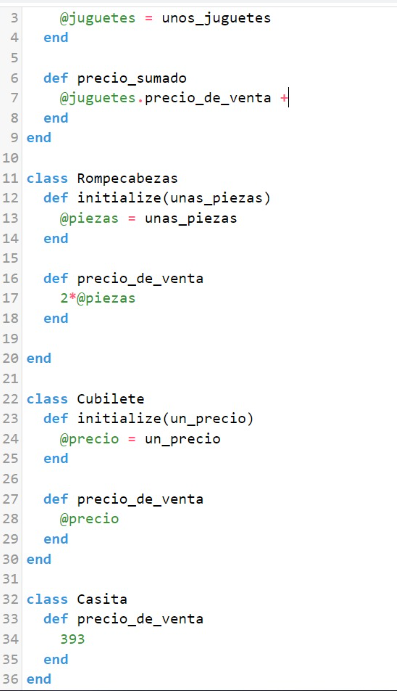 3 @juguetes = unos_juguetes
4 end
5
6 def precio_sumado
7 @juguetes.precio_de_venta +
8 end
9 end
10
11 class Rompecabezas
12 def initialize(unas_piezas)
13 @piezas = unas_piezas
14 end
15
16 def precio_de_venta
17 2*@piezas
18 end
19
20 end
21
22 class Cubilete
23 def initialize(un_precio)
24 @precio = un_precio
25 end
26
27 def precio_de_venta
28 @precio
29 end
30 end
31
32 class Casita
33 def precio_de_venta
34 393
35 end
36 end